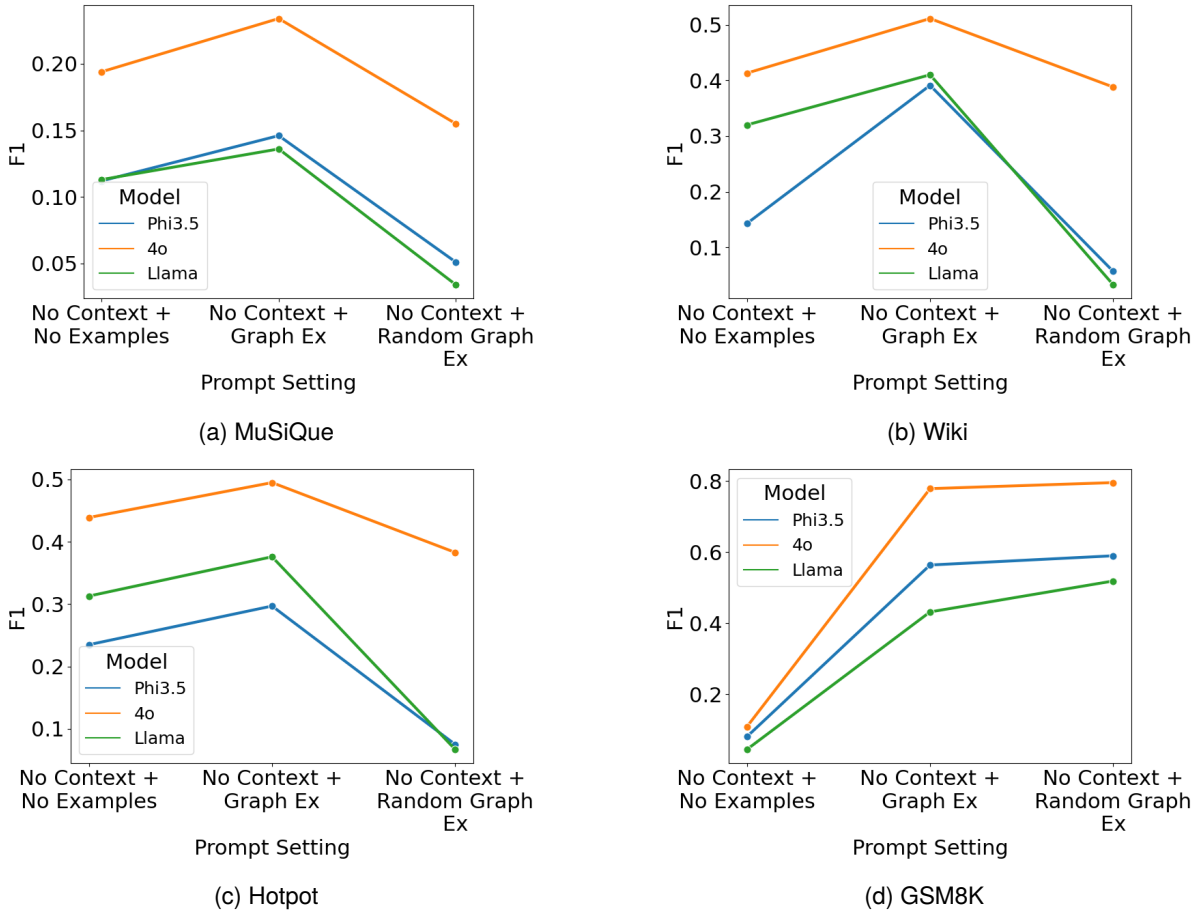 0.20
0.15
0.10
0.05
F1
Model
Phi3.5
4o
Llama
No Context +
No Examples
No Context +
Graph Ex
No Context +
Random Graph
Ex
Prompt Setting
(a) MuSiQue
0.5
0.4
0.3
0.2
0.1
F1
Model
Phi3.5
4o
Llama
No Context +
No Examples
No Context +
Graph Ex
No Context +
Random Graph
Ex
Prompt Setting
(b) Wiki
0.5
0.4
0.3
0.2
0.1
F1
Model
Phi3.5
4o
Llama
No Context +
No Examples
No Context +
Graph Ex
No Context +
Random Graph
Ex
Prompt Setting
(c) Hotpot
0.8
0.6
0.4
0.2
F1
Model
Phi3.5
4o
Llama
No Context +
No Examples
No Context +
Graph Ex
No Context +
Random Graph
Ex
Prompt Setting
(d) GSM8K